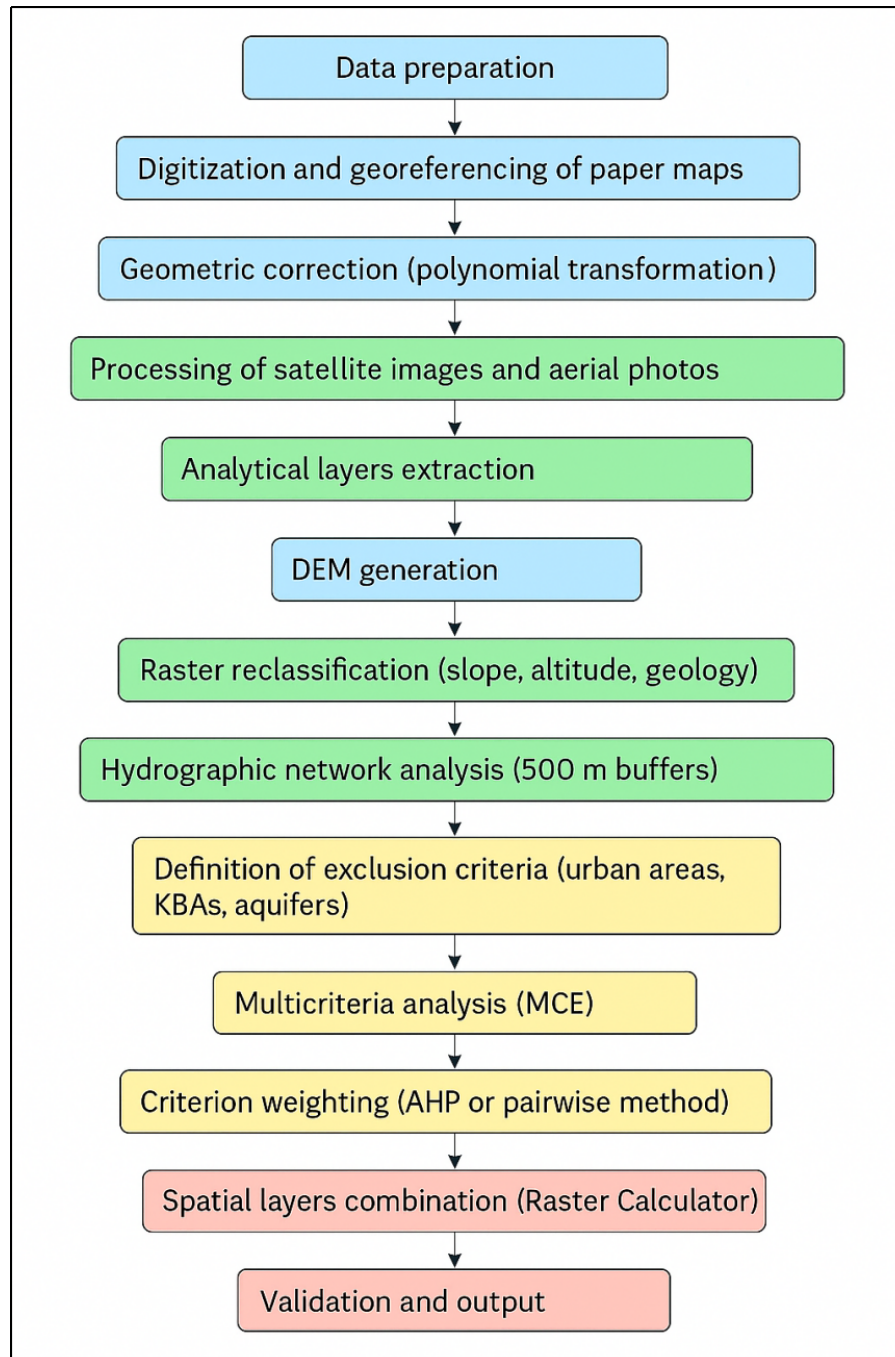 Data preparation
Digitization and georeferencing of paper maps
Geometric correction (polynomial transformation)
Processing of satellite images and aerial photos
Analytical layers extraction
DEM generation
Raster reclassification (slope, altitude, geology)
Hydrographic network analysis (500 m buffers)
Definition of exclusion criteria (urban areas,
KBAs, aquifers)
Multicriteria analysis (MCE)
Criterion weighting (AHP or pairwise method)
Spatial layers combination (Raster Calculator)
Validation and output